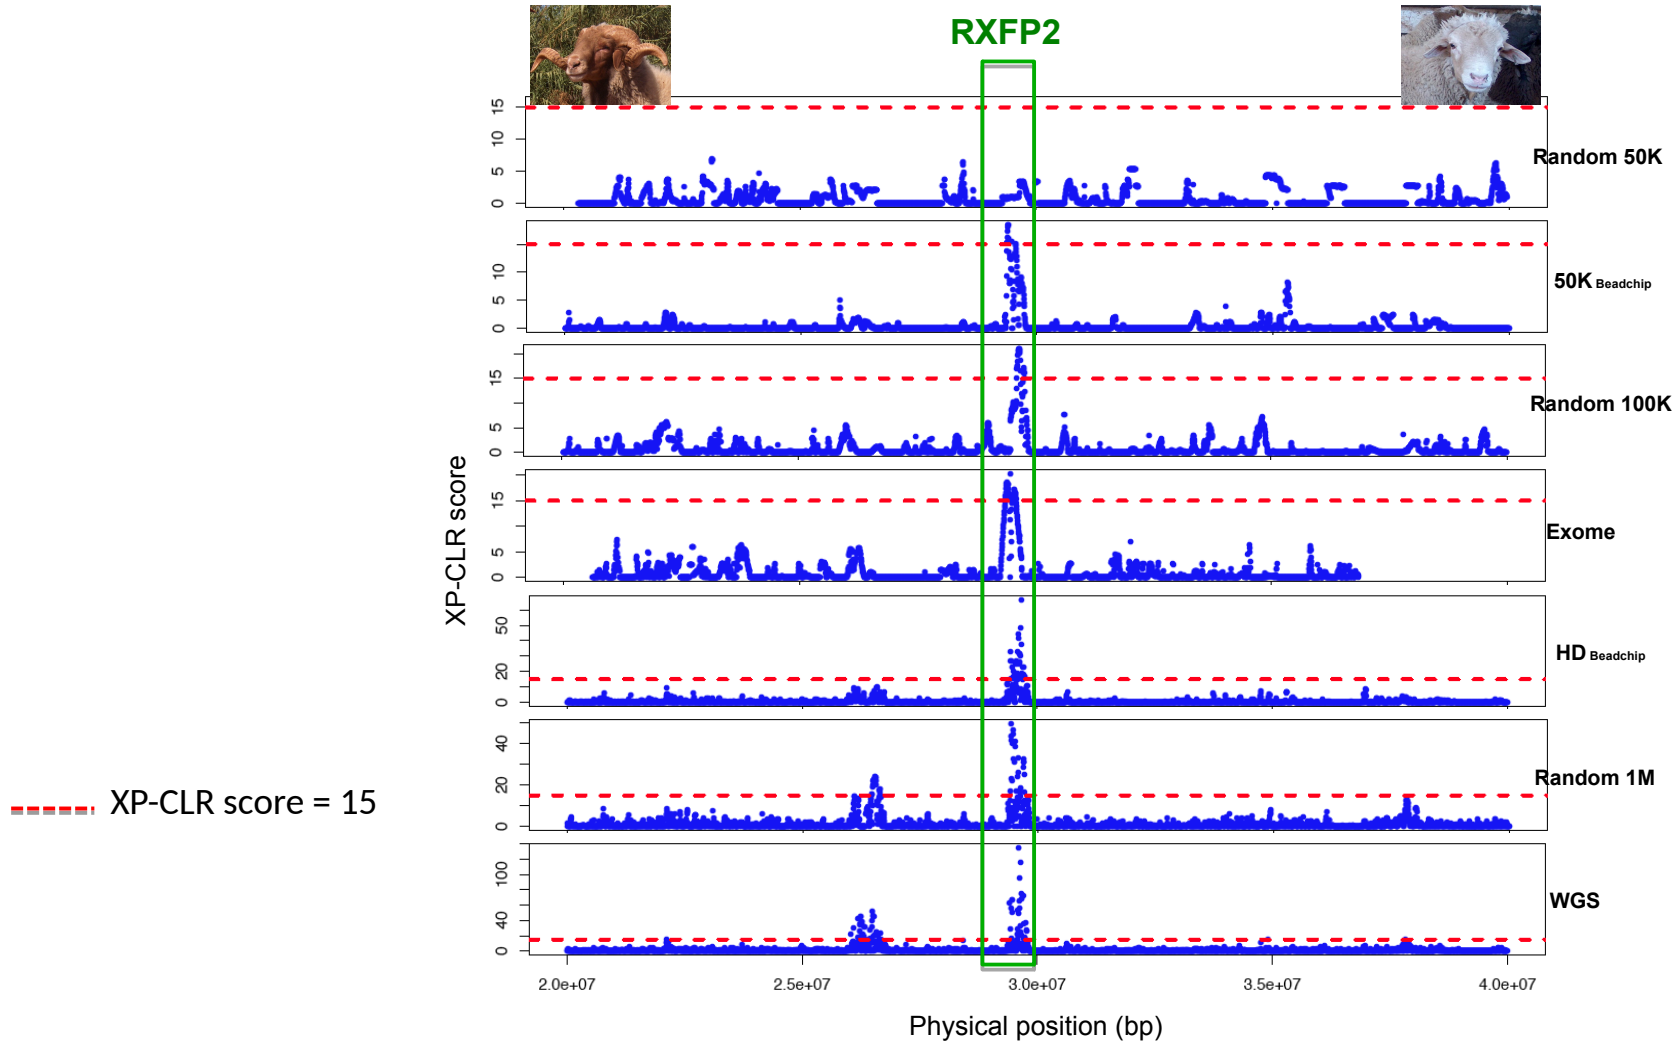 RXFP2
15
10
5
0
Random 50K
10
5
0
50K Beadchip
15
5
0
Random 100K
XP-CLR score
15
5
0
Exome
50
20
0
HD Beadchip
40
20
0
Random 1M
XP-CLR score = 15
100
40
0
WGS
2.0e+07 2.5e+07 3.0e+07 3.5e+07 4.0e+07
Physical position (bp)